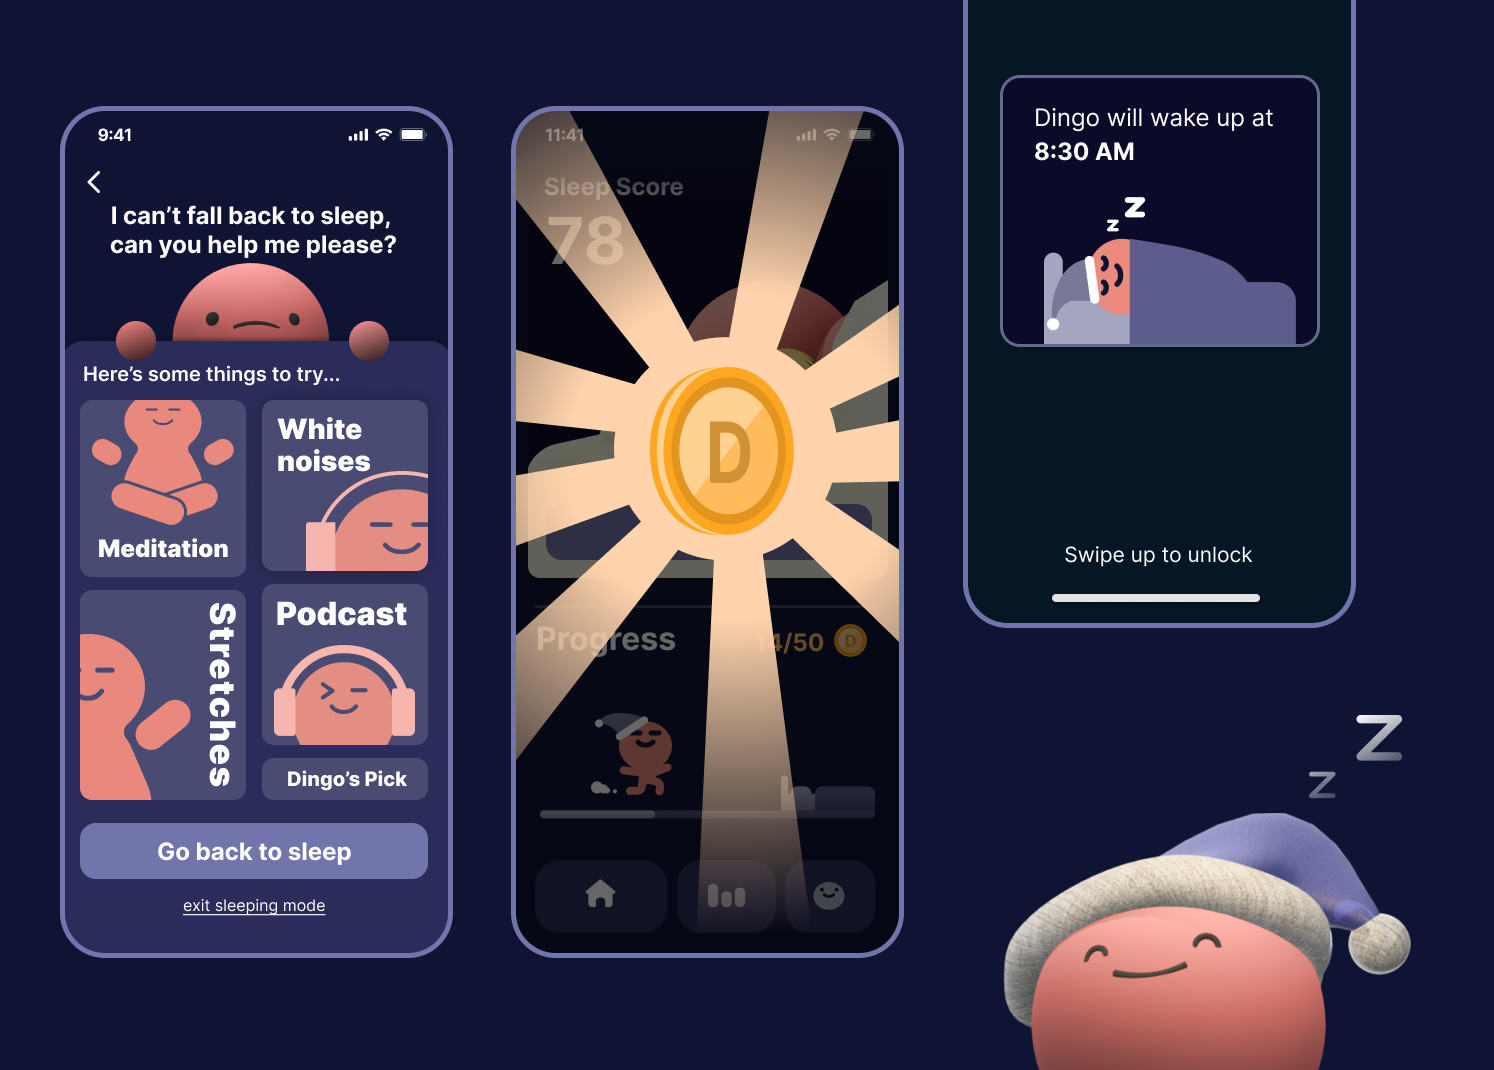 9:41
I can’t fall back to sleep,
can you help me please?
Here’s some things to try...
Meditation
White
noises
Stretches
Podcast
Dingo’s Pick
Go back to sleep
exit sleeping mode
11:41
Sleep Score
78
D
Progress
14/50
D
Dingo will wake up at
8:30 AM
z
Z
Swipe up to unlock
Z
Z